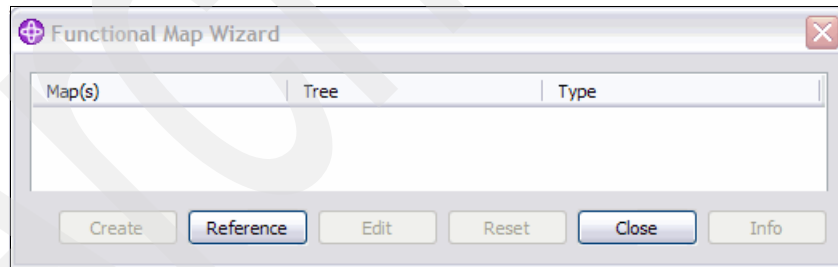 Functional Map Wizard
Map(s) Tree Type
Create Reference Edit Reset Close Info